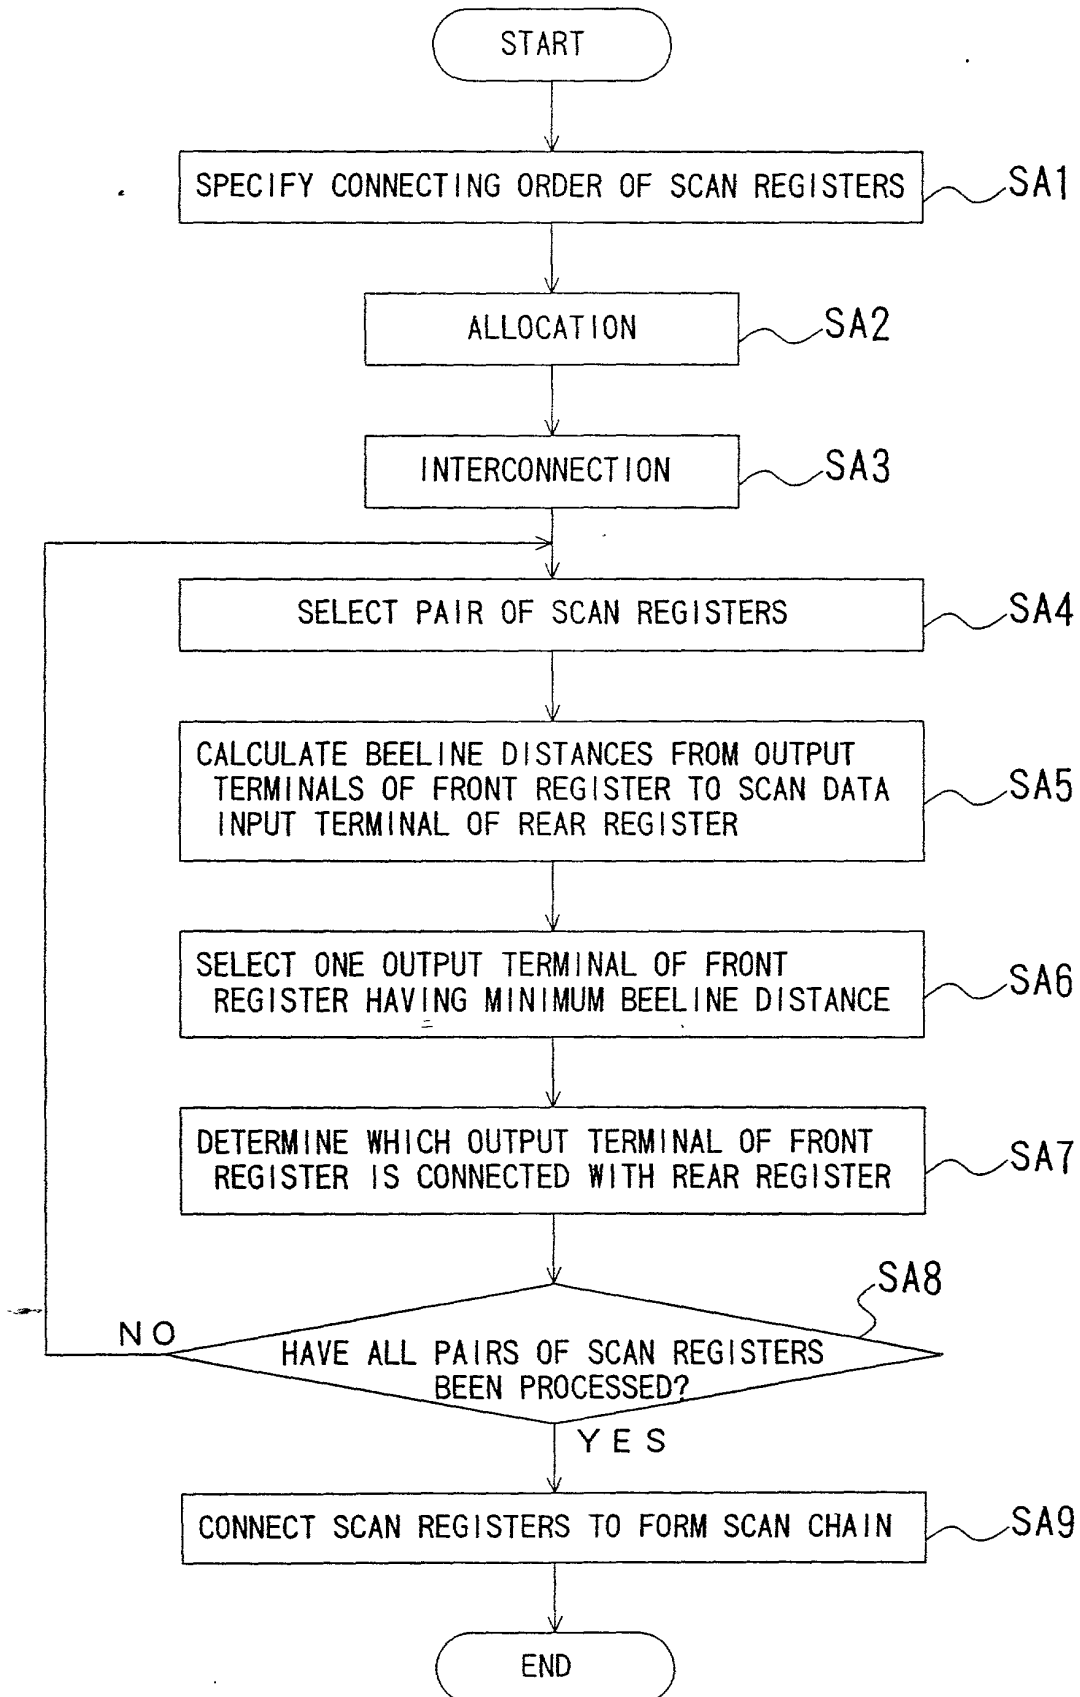 START
SPECIFY CONNECTING ORDER OF SCAN REGISTERS
SA1
ALLOCATION
SA2
INTERCONNECTION
SA3
SELECT PAIR OF SCAN REGISTERS
SA4
CALCULATE BEELINE DISTANCES FROM OUTPUT
TERMINALS OF FRONT REGISTER TO SCAN DATA
INPUT TERMINAL OF REAR REGISTER
SA5
SELECT ONE OUTPUT TERMINAL OF FRONT
REGISTER HAVING MINIMUM BEELINE DISTANCE
SA6
DETERMINE WHICH OUTPUT TERMINAL OF FRONT
REGISTER IS CONNECTED WITH REAR REGISTER
SA7
SA8
NO
HAVE ALL PAIRS OF SCAN REGISTERS
BEEN PROCESSED?
YES
CONNECT SCAN REGISTERS TO FORM SCAN CHAIN
SA9
END